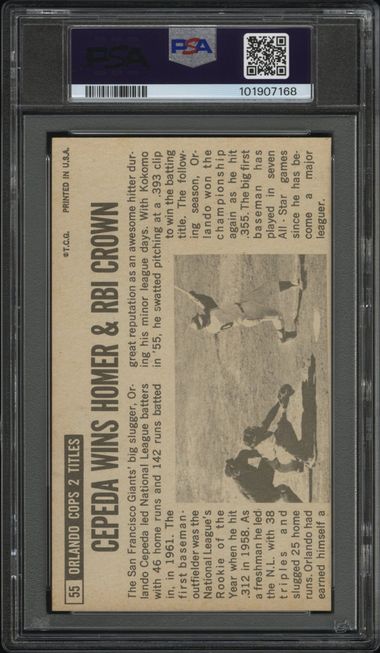 PSA
PSA
101907168
55 ORLANDO COPS 2 TITLES
©T.C.G. PRINTED IN U.S.A.
CEPEDA WINS HOMER & RBI CROWN
The San Francisco Giants' big slugger, Or-
lando Cepeda led National League batters
with 46 home runs and 142 runs batted
in, in 1961. The
first baseman-
outfielder was the
National League's
Rookie of the
Year when he hit
.312 in 1958. As
a freshman he led
the N.L. with 38
triples and
slugged 25 home
runs. Orlando had
earned himself a
great reputation as an awesome hitter dur-
ing his minor league days. With Kokomo
in '55, he swatted pitching at a .393 clip
to win the batting
title. The follow-
ing season, Or-
lando won the
championship
again as he hit
.355. The big first
baseman has
played in seven
All-Star games
since he has be-
come a major
leaguer.